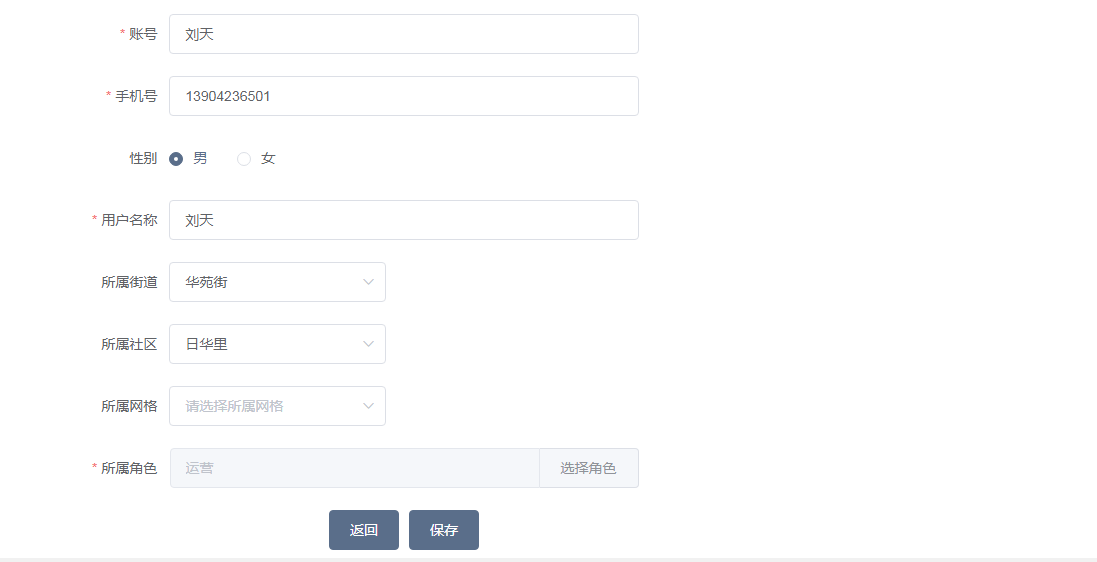 * 账号 刘天
* 手机号 13904236501
性别 男 女
* 用户名称 刘天
所属街道 华苑街
所属社区 日华里
所属网格 请选择所属网格
* 所属角色 运营 选择角色
返回 保存